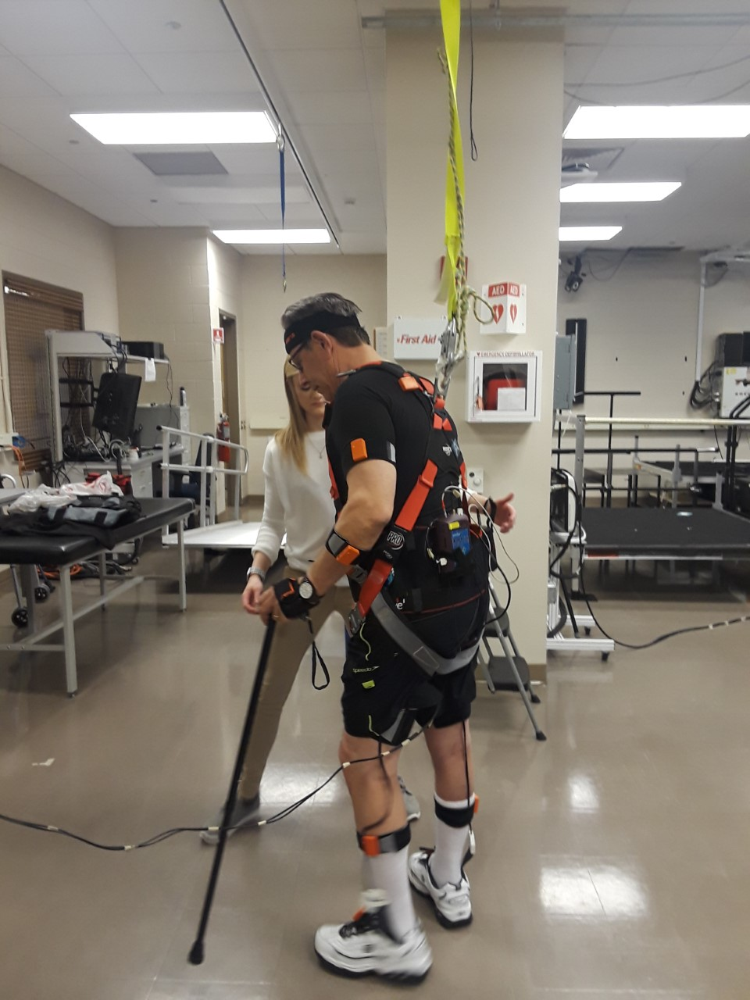 AED AED
First Aid
EMERGENCY DEFIBRILLATOR
PRO
speedo